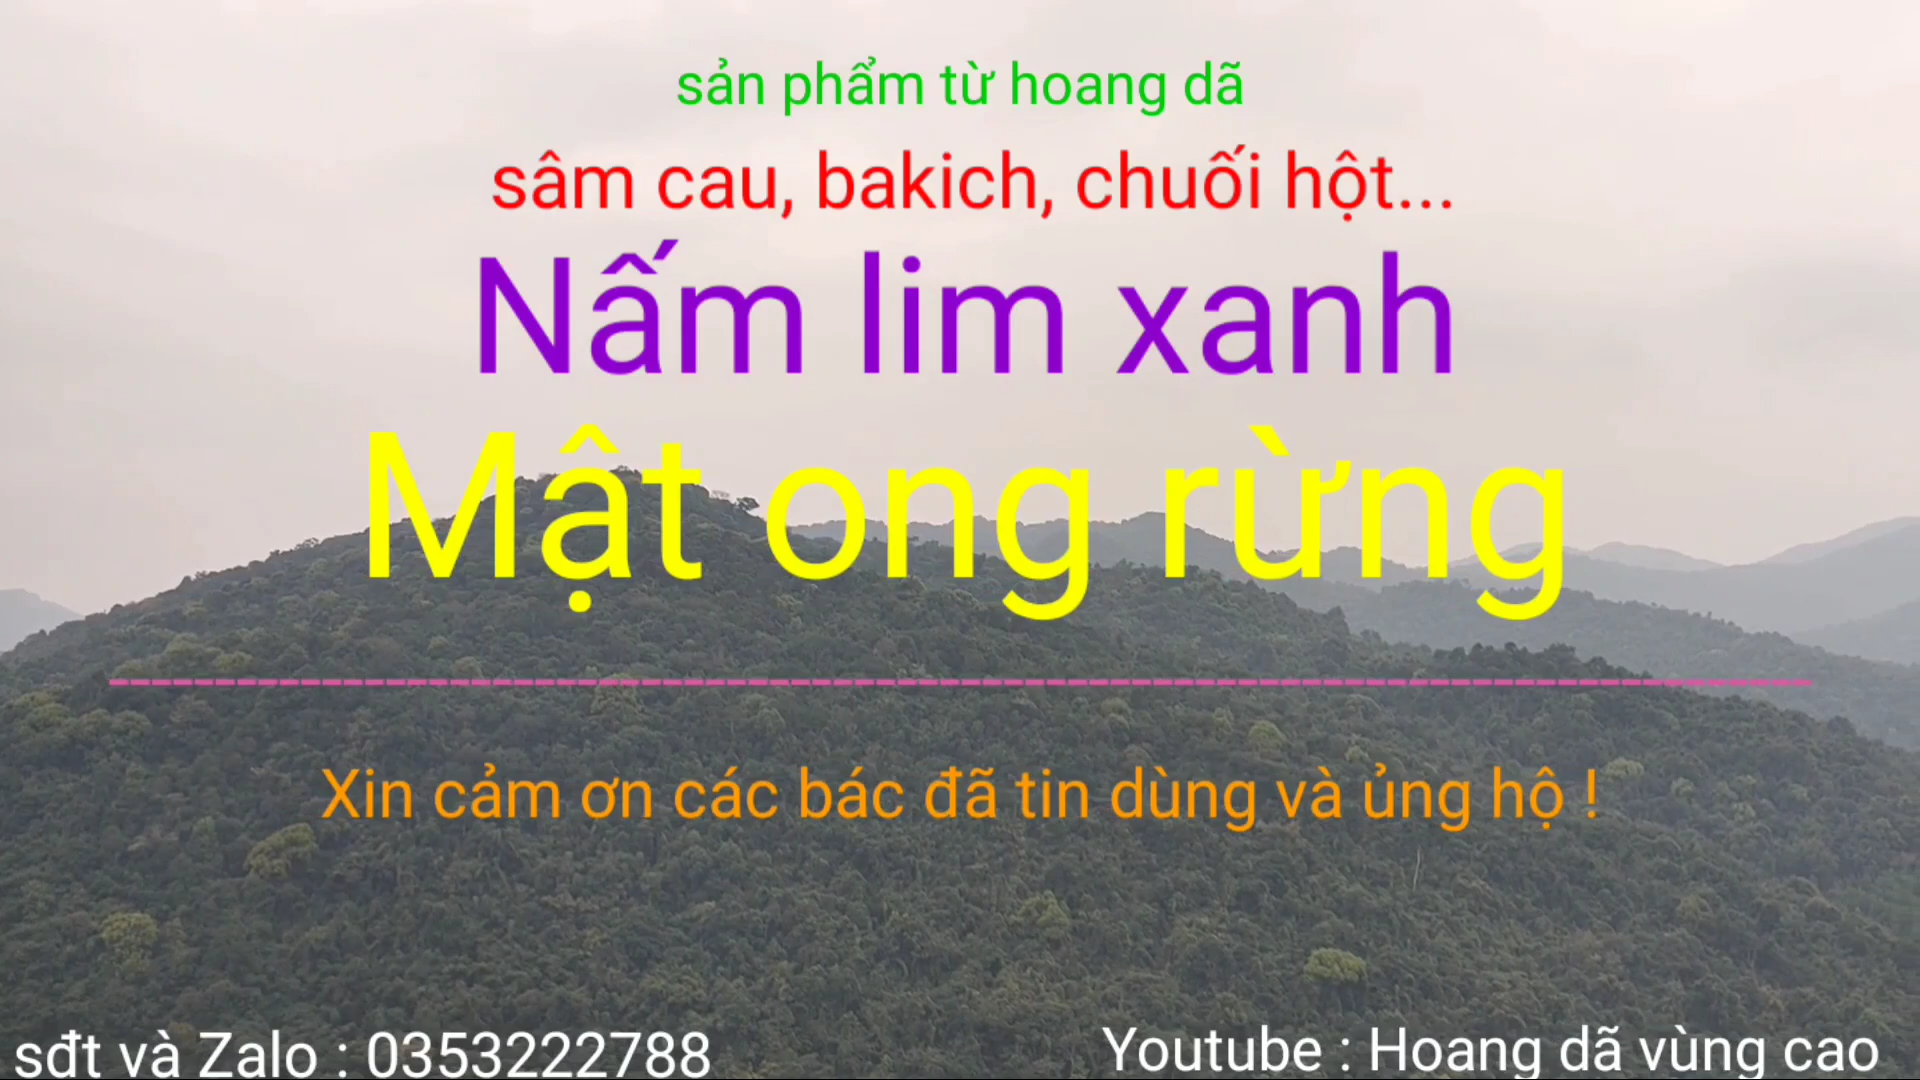 sản phẩm từ hoang dã
sâm cau, bakich, chuối hột...
Nấm lim xanh
Mật ong rừng
Xin cảm ơn các bác đã tin dùng và ủng hộ !
sđt và Zalo : 0353222788
Youtube : Hoang dã vùng cao